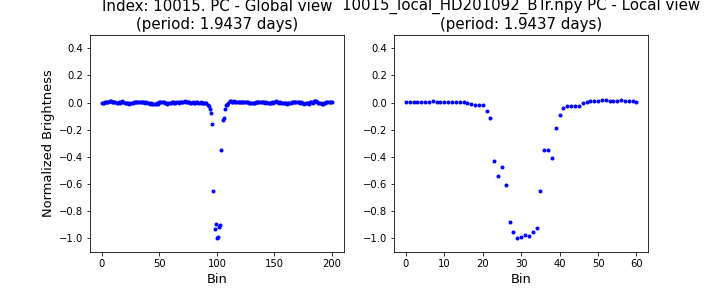 Index: 10015. PC - Global view
(period: 1.9437 days)
10015_local_HD201092_BTr.npy PC - Local view
(period: 1.9437 days)
Normalized Brightness
0.4
0.2
0.0
−0.2
−0.4
−0.6
−0.8
−1.0
0 50 100 150 200
Bin
0.4
0.2
0.0
−0.2
−0.4
−0.6
−0.8
−1.0
0 10 20 30 40 50 60
Bin